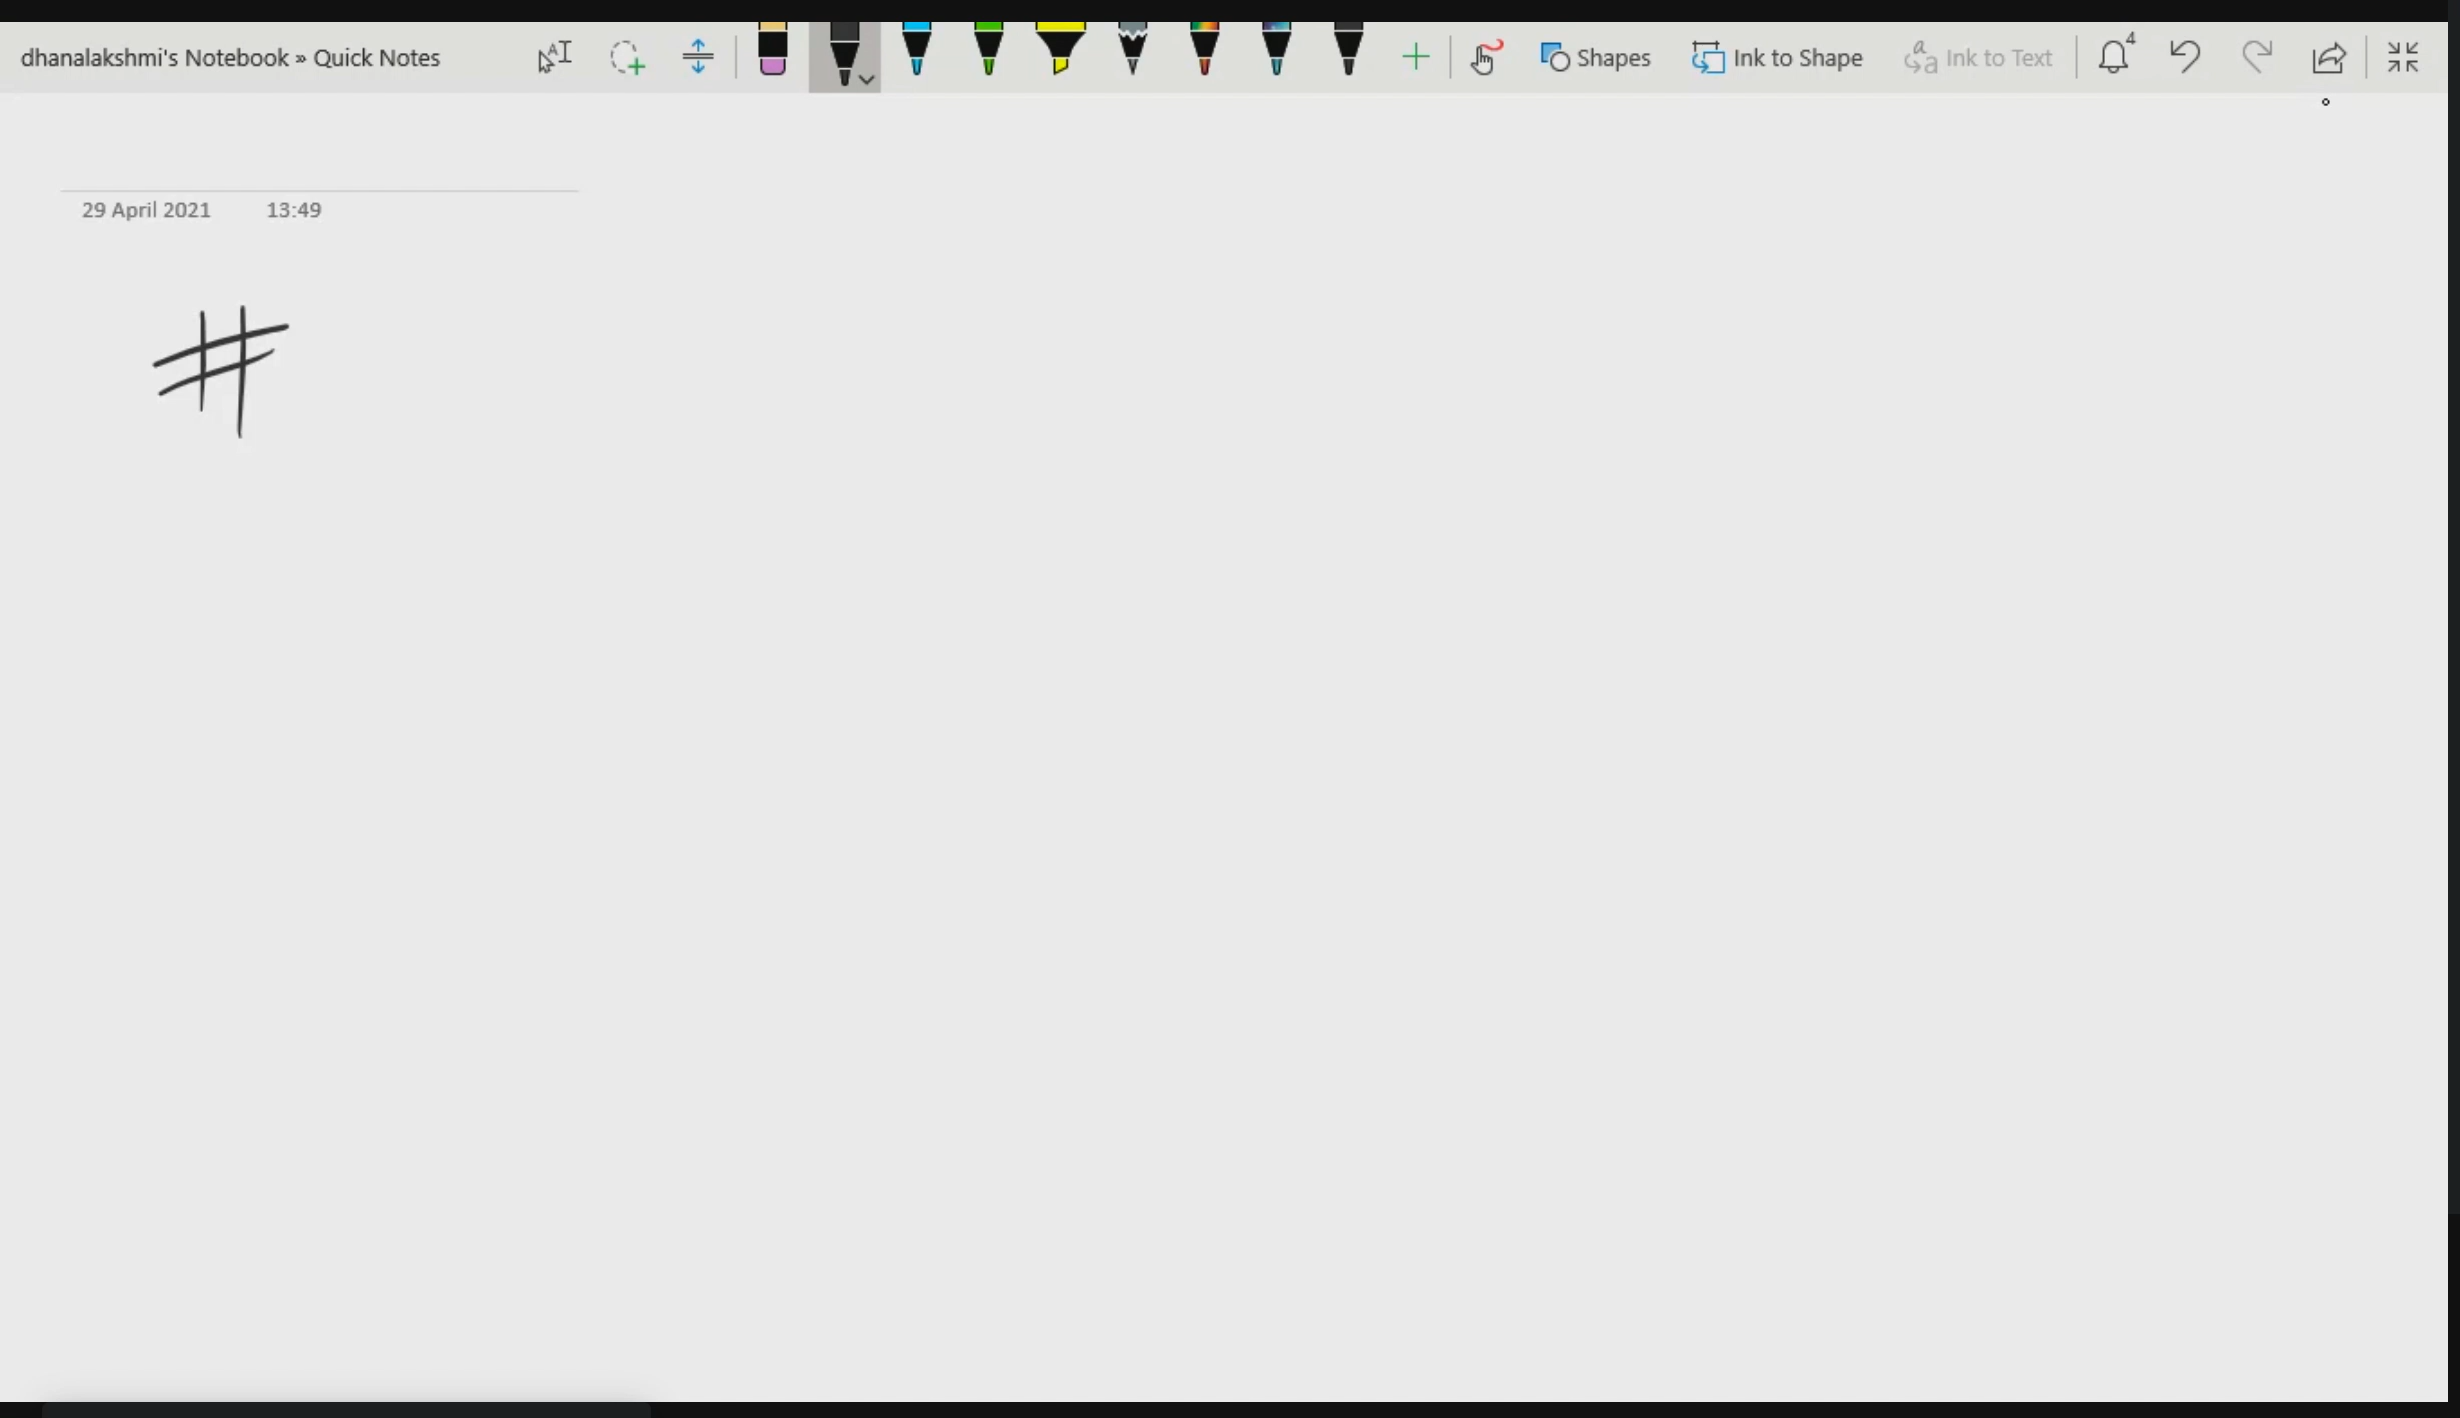 dhanalakshmi's Notebook » Quick Notes Shapes Ink to Shape Ink to Text 4
29 April 2021 13:49
#